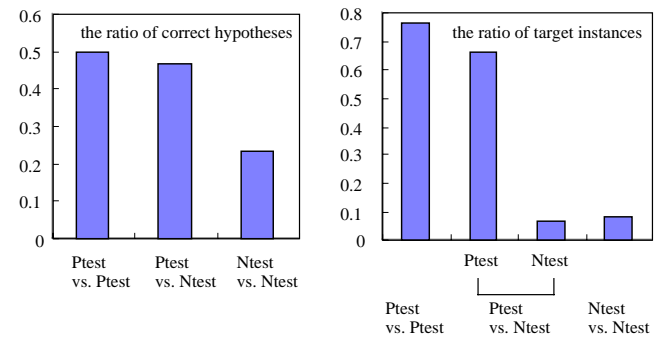 the ratio of correct hypotheses
0.6
0.5
0.4
0.3
0.2
0.1
0
Ptest
vs. Ptest
Ptest
vs. Ntest
Ntest
vs. Ntest
the ratio of target instances
0.8
0.7
0.6
0.5
0.4
0.3
0.2
0.1
0
Ptest
Ntest
Ptest
vs. Ptest
Ptest
vs. Ntest
Ntest
vs. Ntest